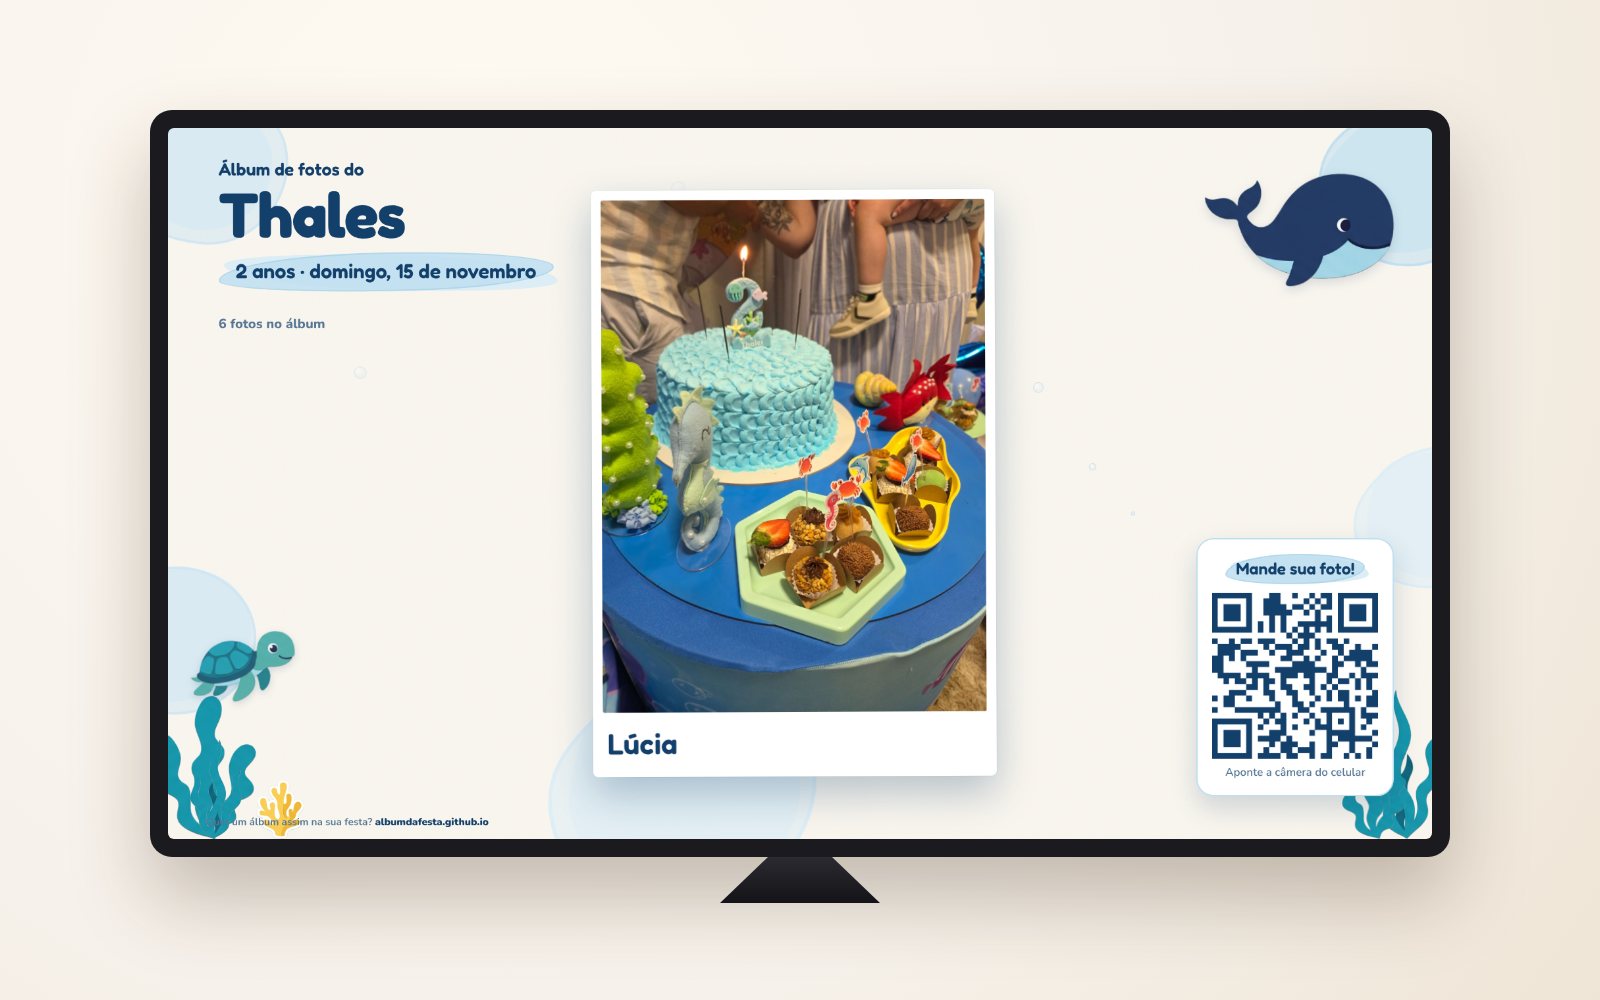 Álbum de fotos do
Thales
2 anos · domingo, 15 de novembro
6 fotos no álbum
Thales
Lúcia
Mande sua foto!
Aponte a câmera do celular
um álbum assim na sua festa? albumdafesta.github.io